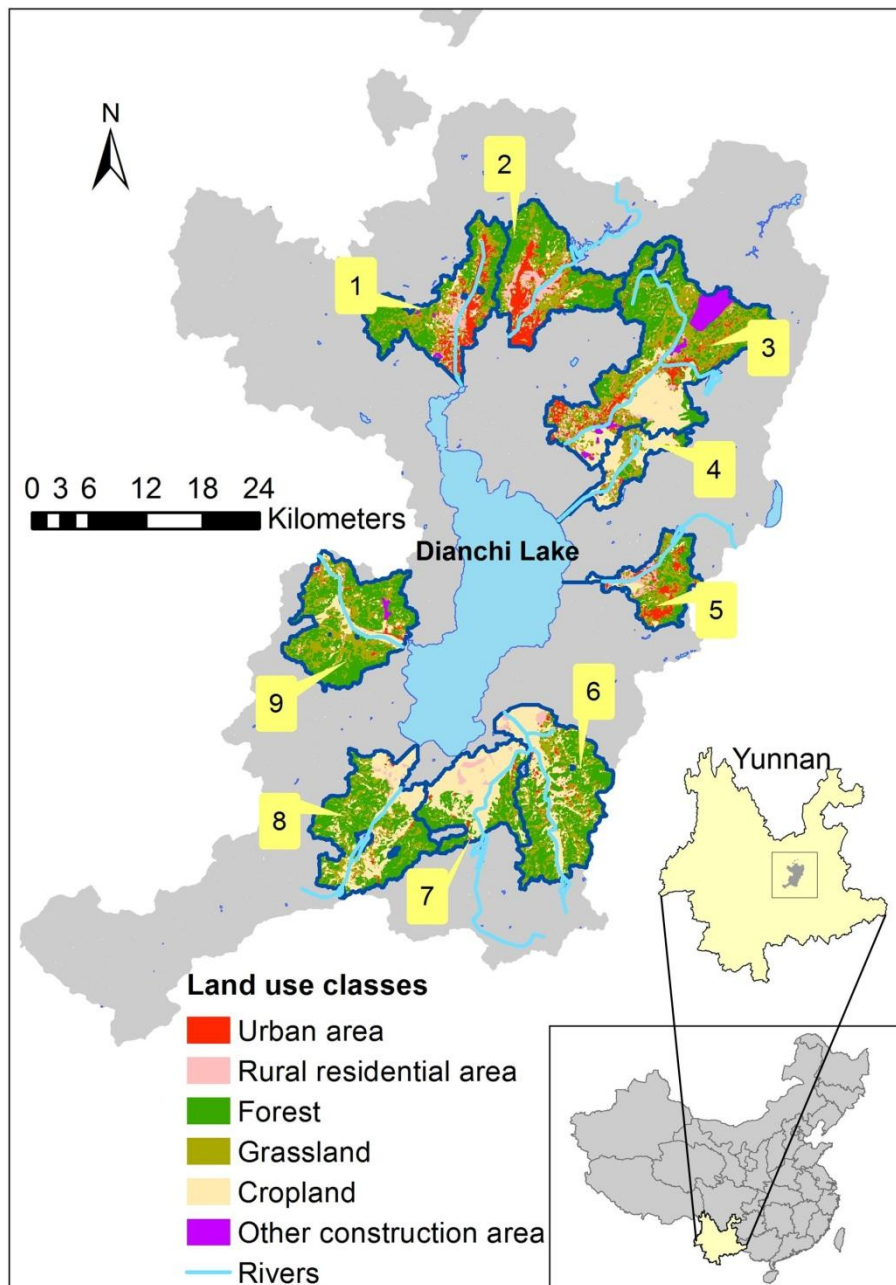 N
2
1
3
4
0 3 6 12 18 24
Kilometers
Dianchi Lake
5
9
6
Yunnan
8
7
Land use classes
Urban area
Rural residential area
Forest
Grassland
Cropland
Other construction area
Rivers